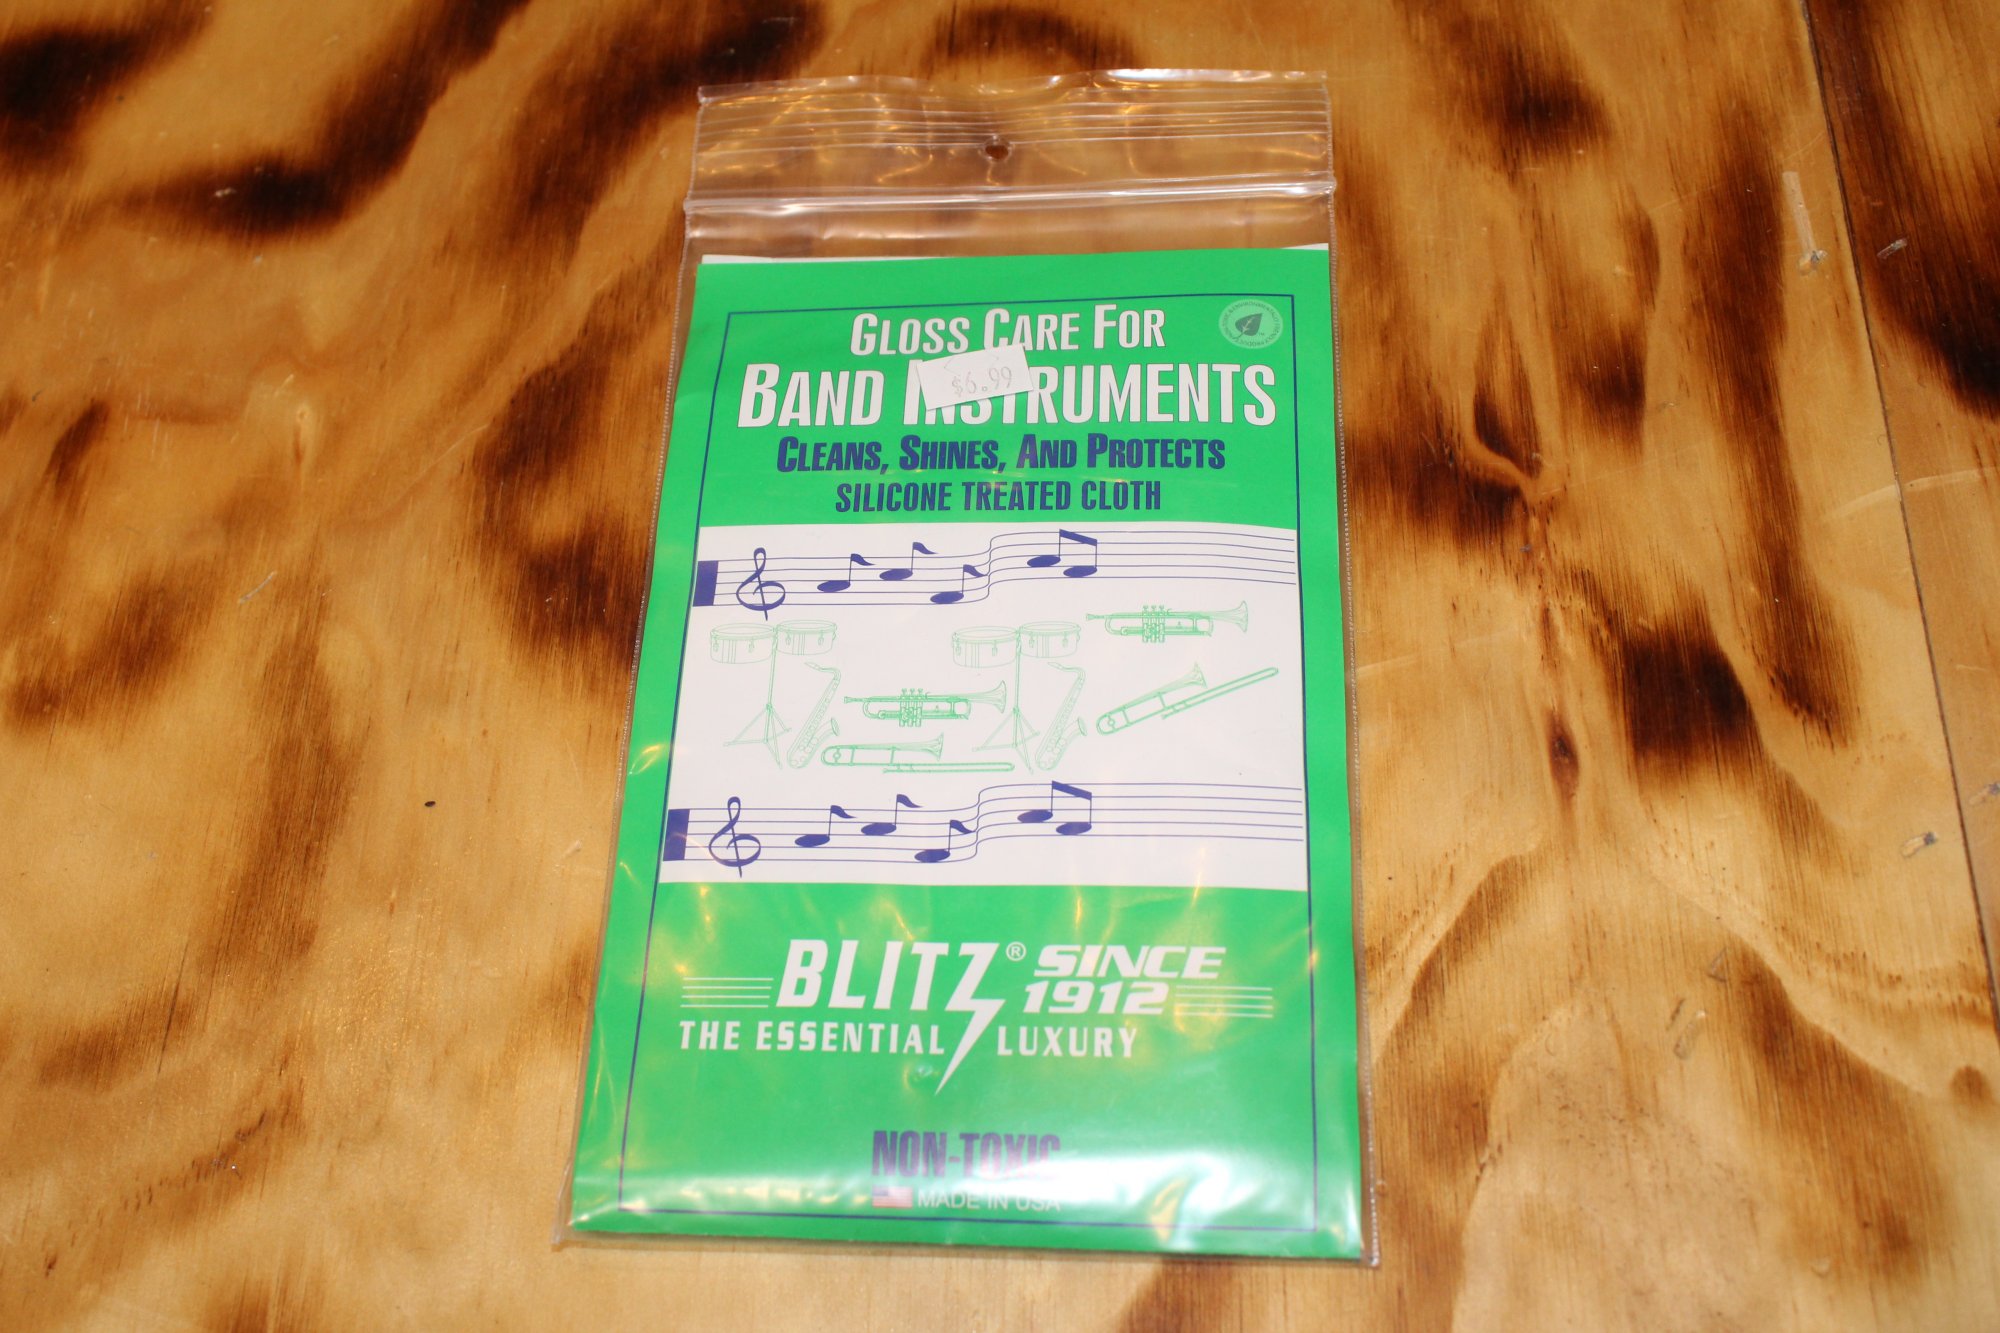 GLOSS CARE FOR
BAND INSTRUMENTS
$6.99
CLEANS, SHINES, AND PROTECTS
SILICONE TREATED CLOTH
BLITZ® SINCE
1912
THE ESSENTIAL LUXURY
NON-TOXIC
MADE IN USA